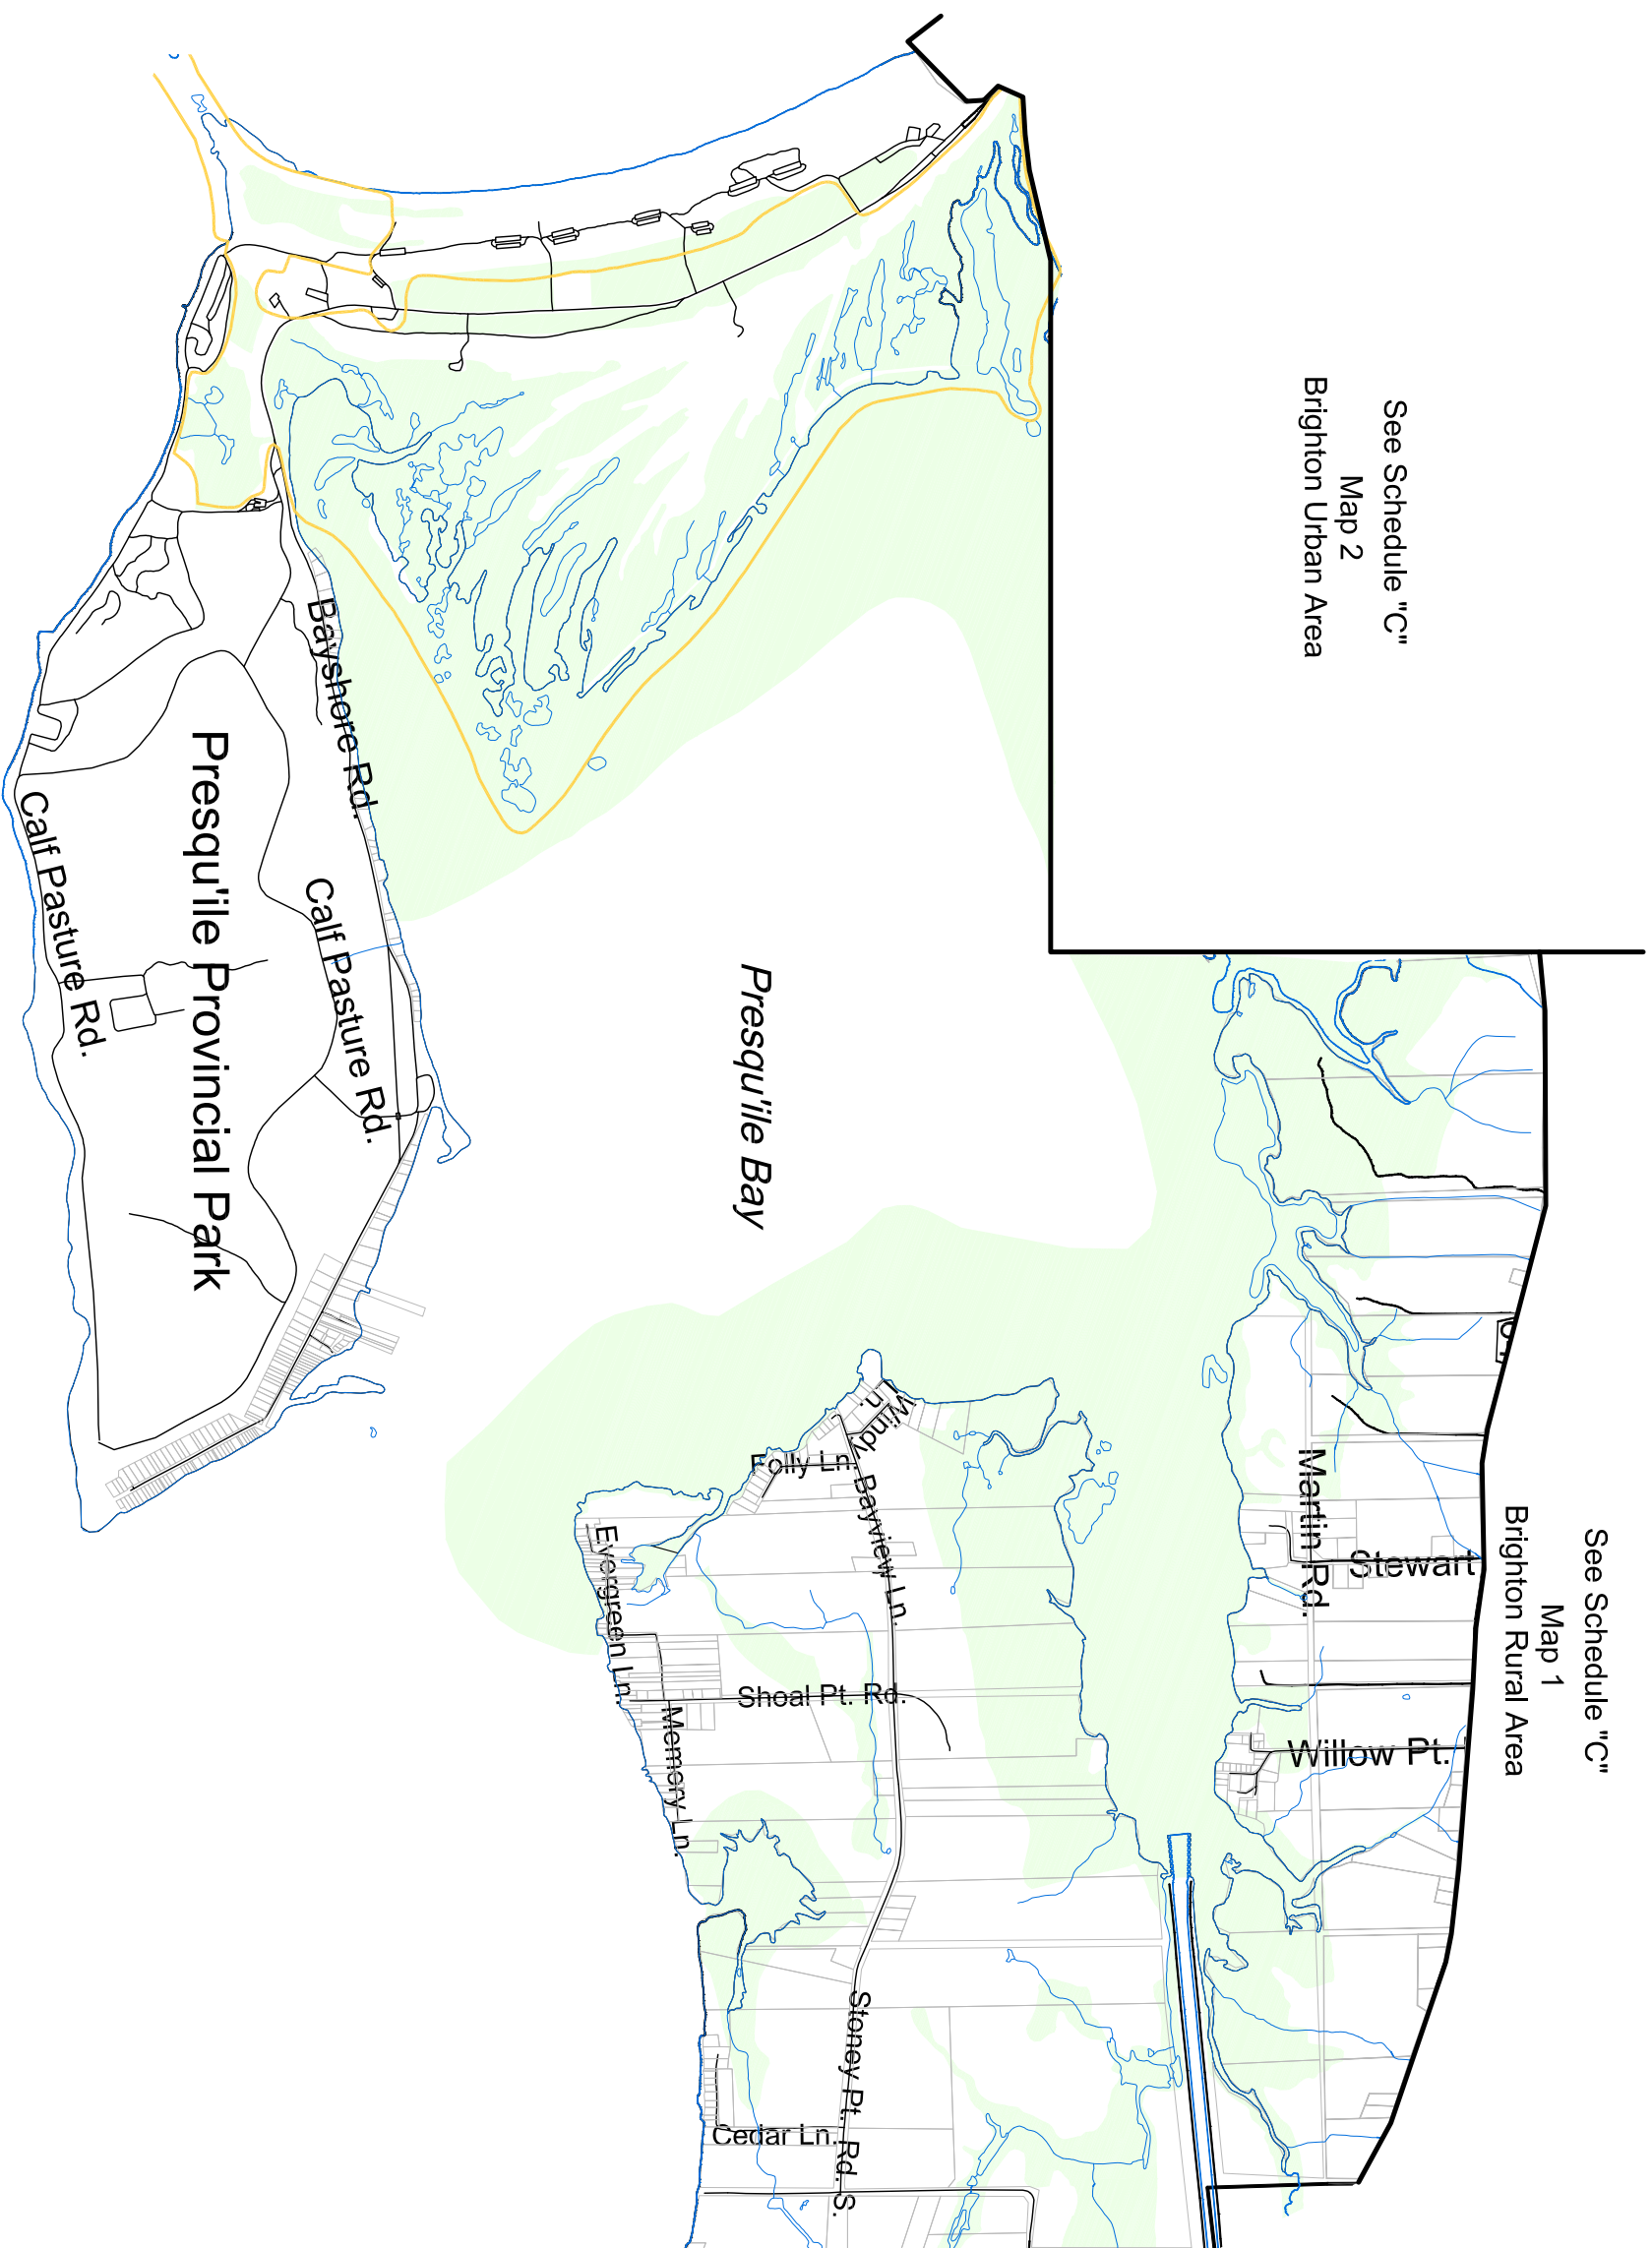 See Schedule "C"
Map 2
Brighton Urban Area
See Schedule "C"
Map 1
Brighton Rural Area
Presqu'ile Bay
Presqu'ile Provincial Park
Bayshore Rd.
Calf Pasture Rd.
Calf Pasture Rd.
Martin Rd.
Stewart
Willow Pt.
Windy Ln.
Folly Ln.
Bayview Ln.
Evergreen Ln.
Shoal Pt. Rd.
Memory Ln.
Stoney Pt. Rd. S.
Cedar Ln.